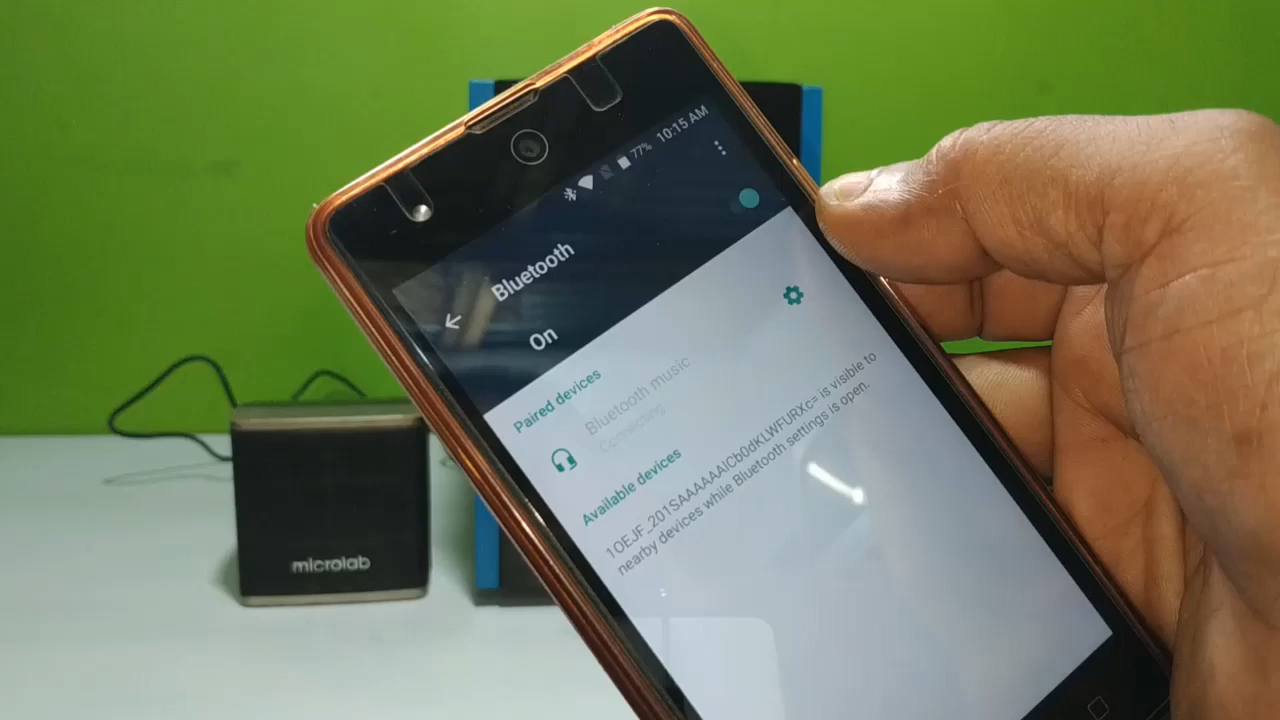 77% 10:15 AM
Bluetooth
On
Paired devices
Bluetooth music
Connecting
Available devices
1OEJF_201SAAAAAAICb0dKLWFURXc= is visible to
nearby devices while Bluetooth settings is open.
microlab